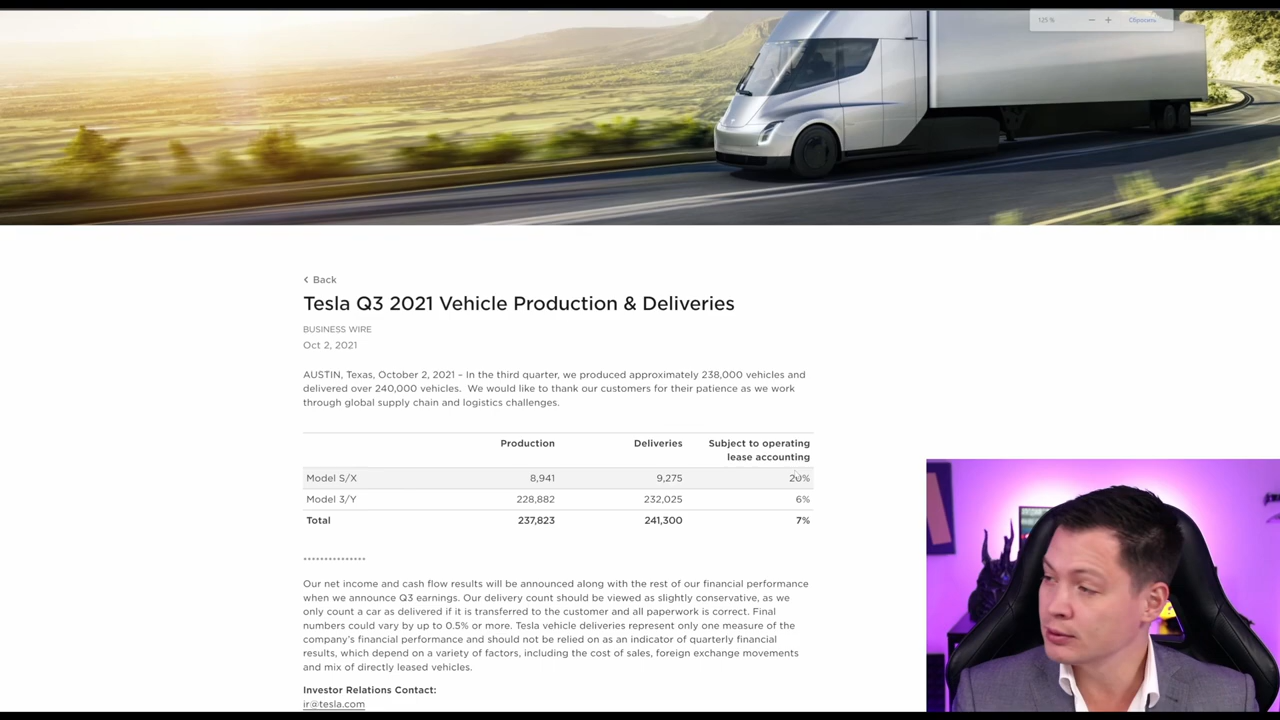 125 % − + Сбросить
Back
Tesla Q3 2021 Vehicle Production & Deliveries
BUSINESS WIRE
Oct 2, 2021
AUSTIN, Texas, October 2, 2021 – In the third quarter, we produced approximately 238,000 vehicles and
delivered over 240,000 vehicles. We would like to thank our customers for their patience as we work
through global supply chain and logistics challenges.
Production Deliveries Subject to operating
lease accounting
Model S/X 8,941 9,275 20%
Model 3/Y 228,882 232,025 6%
Total 237,823 241,300 7%
***************
Our net income and cash flow results will be announced along with the rest of our financial performance
when we announce Q3 earnings. Our delivery count should be viewed as slightly conservative, as we
only count a car as delivered if it is transferred to the customer and all paperwork is correct. Final
numbers could vary by up to 0.5% or more. Tesla vehicle deliveries represent only one measure of the
company's financial performance and should not be relied on as an indicator of quarterly financial
results, which depend on a variety of factors, including the cost of sales, foreign exchange movements
and mix of directly leased vehicles.
Investor Relations Contact:
ir@tesla.com